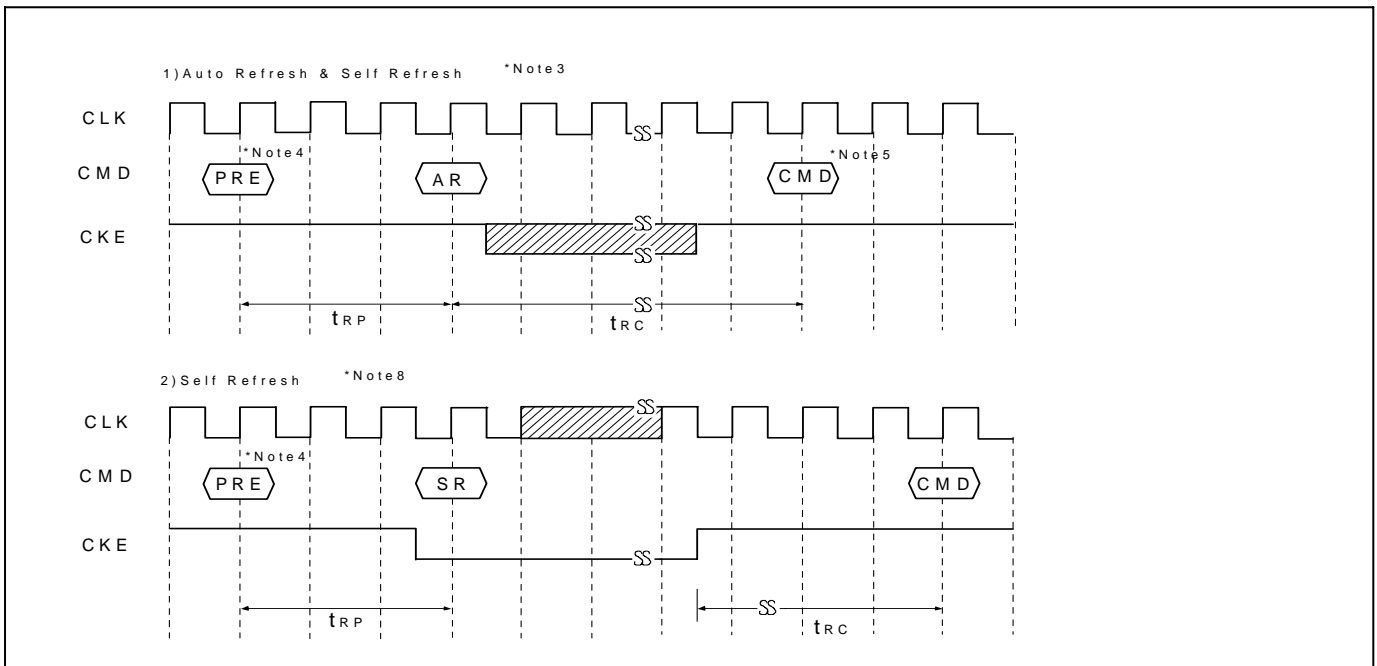 1)Auto Refresh & Self Refresh *Note3
CLK
*Note4 *Note5
CMD PRE AR CMD
CKE
tRP tRC
2)Self Refresh *Note8
CLK
*Note4
CMD PRE SR CMD
CKE
tRP tRC